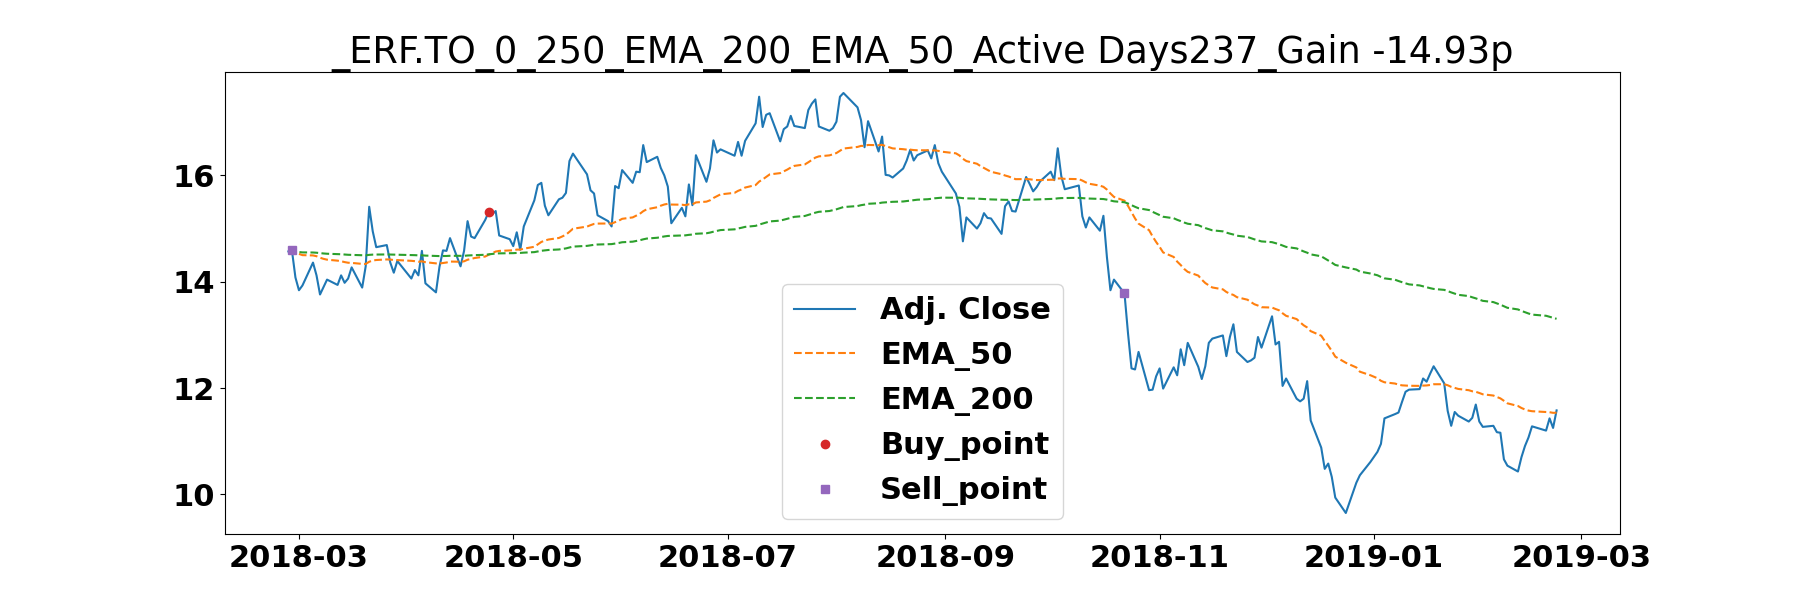 _ERF.TO_0_250_EMA_200_EMA_50_Active Days237_Gain -14.93p
16
14
12
10
Adj. Close
EMA_50
EMA_200
Buy_point
Sell_point
2018-03 2018-05 2018-07 2018-09 2018-11 2019-01 2019-03